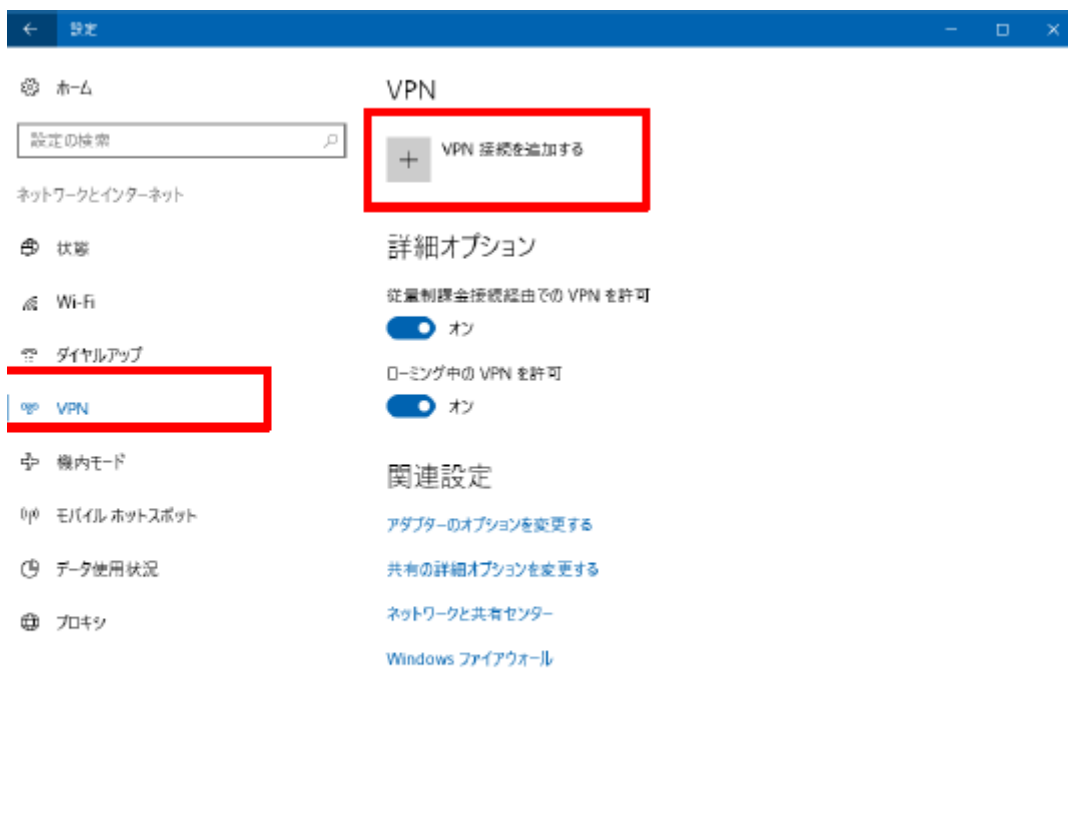 設定
ホーム
設定の検索
ネットワークとインターネット
状態
Wi-Fi
ダイヤルアップ
VPN
機内モード
モバイル ホットスポット
データ使用状況
プロキシ
VPN
VPN 接続を追加する
詳細オプション
従量制課金接続経由での VPN を許可
オン
ローミング中の VPN を許可
オン
関連設定
アダプターのオプションを変更する
共有の詳細オプションを変更する
ネットワークと共有センター
Windows ファイアウォール